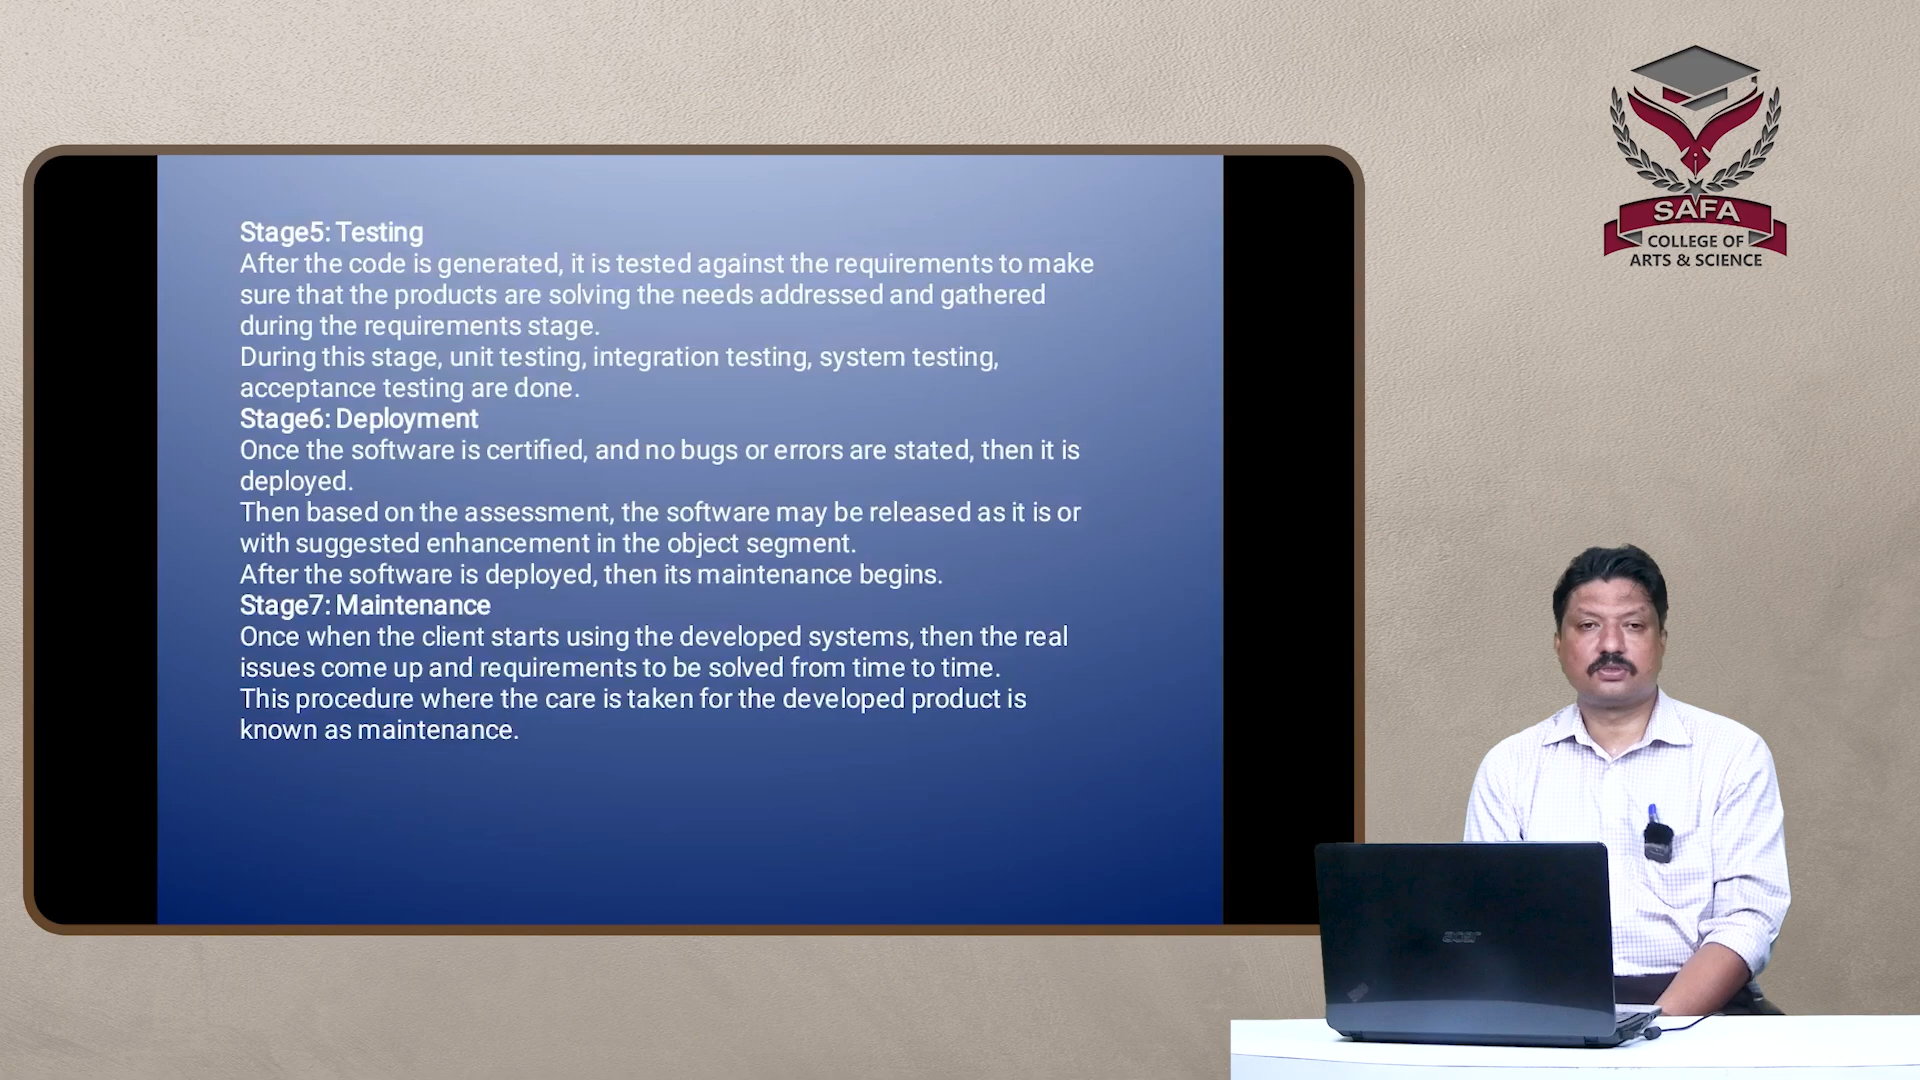 Stage5: Testing
After the code is generated, it is tested against the requirements to make
sure that the products are solving the needs addressed and gathered
during the requirements stage.
During this stage, unit testing, integration testing, system testing,
acceptance testing are done.
Stage6: Deployment
Once the software is certified, and no bugs or errors are stated, then it is
deployed.
Then based on the assessment, the software may be released as it is or
with suggested enhancement in the object segment.
After the software is deployed, then its maintenance begins.
Stage7: Maintenance
Once when the client starts using the developed systems, then the real
issues come up and requirements to be solved from time to time.
This procedure where the care is taken for the developed product is
known as maintenance.
SAFA
COLLEGE OF
ARTS & SCIENCE
acer